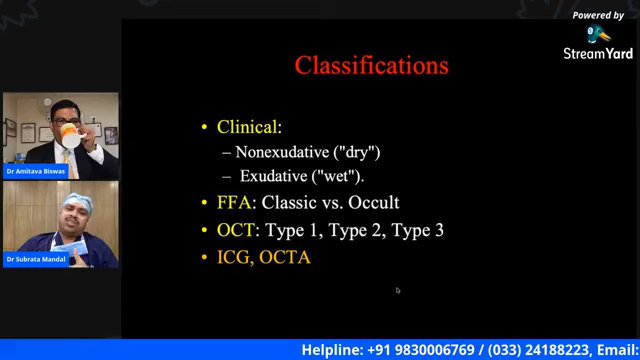 Powered by
StreamYard
Classifications
• Clinical:
– Nonexudative ("dry")
– Exudative ("wet").
• FFA: Classic vs. Occult
• OCT: Type 1, Type 2, Type 3
• ICG, OCTA
Dr Amitava Biswas
Dr Subrata Mandal
Helpline: +91 9830006769 / (033) 24188223, Email: